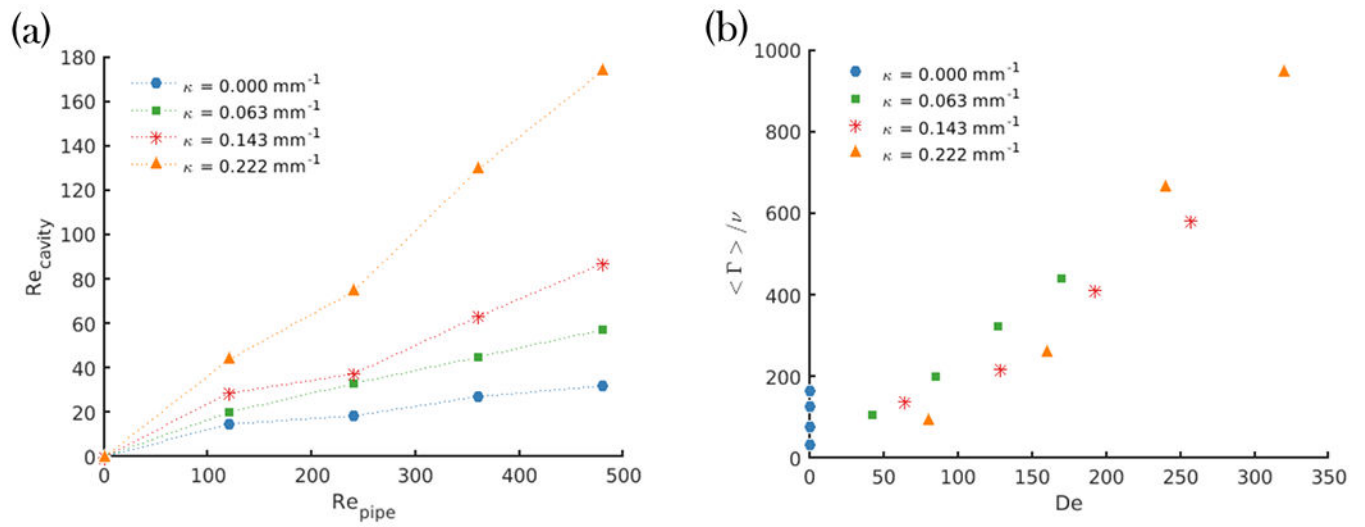 (a)
180
160
140
120
100
80
60
40
20
0
Re_cavity
κ = 0.000 mm⁻¹
κ = 0.063 mm⁻¹
κ = 0.143 mm⁻¹
κ = 0.222 mm⁻¹
0 100 200 300 400 500
Re_pipe
(b)
1000
800
600
400
200
0
< Γ > /ν
κ = 0.000 mm⁻¹
κ = 0.063 mm⁻¹
κ = 0.143 mm⁻¹
κ = 0.222 mm⁻¹
0 50 100 150 200 250 300 350
De